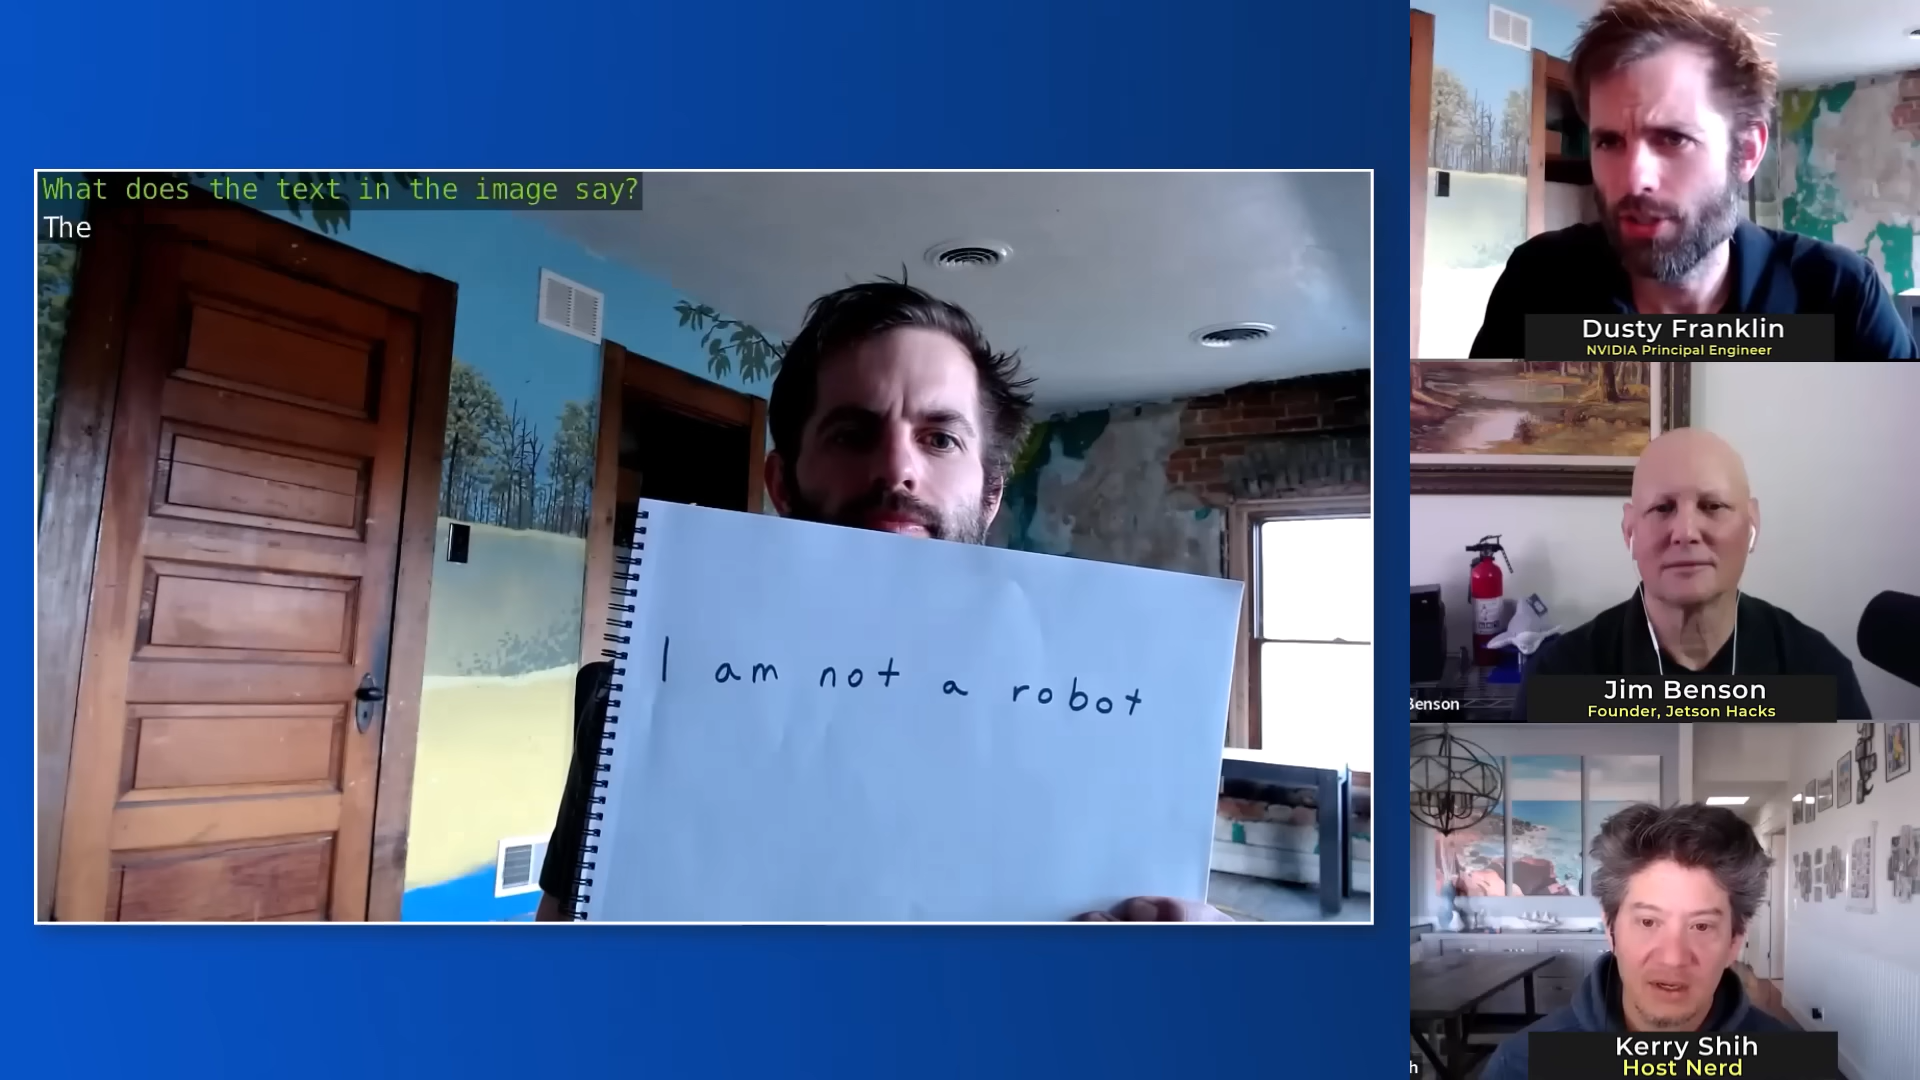 What does the text in the image say?
The
I am not a robot
Dusty Franklin
NVIDIA Principal Engineer
Benson
Jim Benson
Founder, Jetson Hacks
h
Kerry Shih
Host Nerd